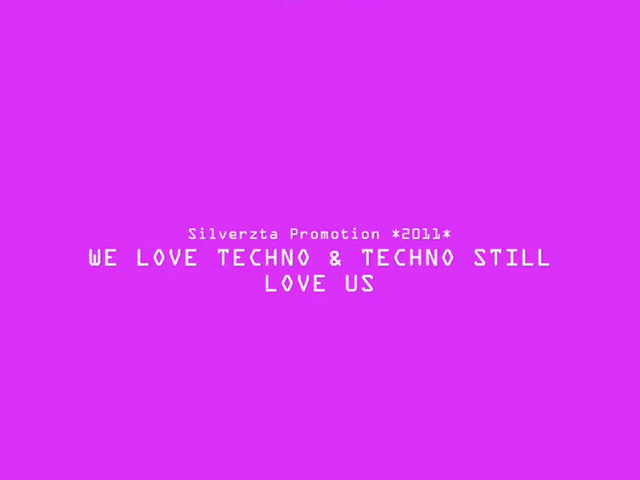 Silverzta Promotion *2011*
WE LOVE TECHNO & TECHNO STILL
LOVE US